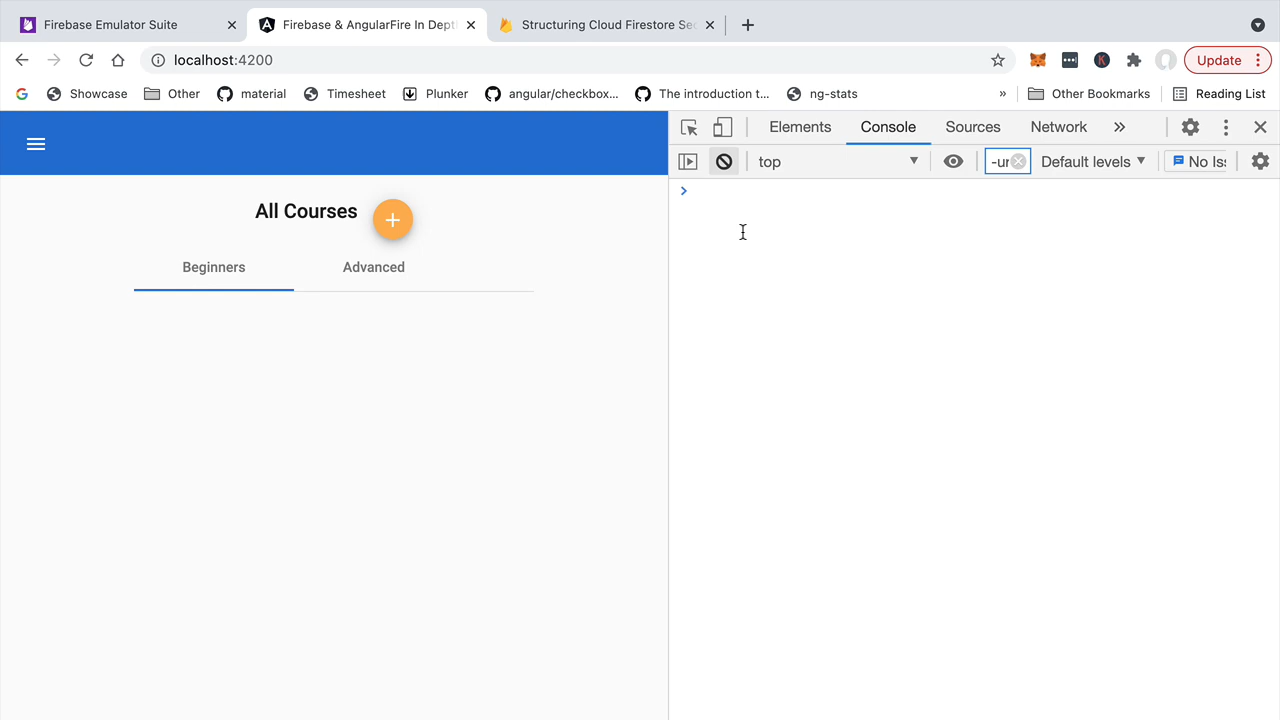 Firebase Emulator Suite
Firebase & AngularFire In Dept
Structuring Cloud Firestore Sec
localhost:4200
Update
Showcase
Other
material
Timesheet
Plunker
angular/checkbox...
The introduction t...
ng-stats
»
Other Bookmarks
Reading List
Elements
Console
Sources
Network
top
-ur
Default levels
No Iss
All Courses
Beginners
Advanced